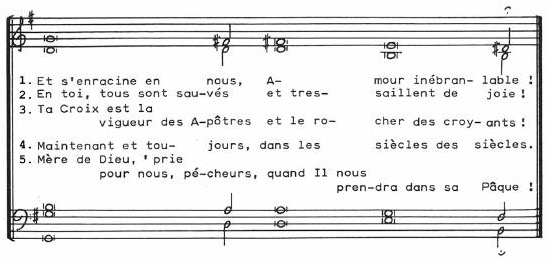 1. Et s'enracine en nous, A- mour inébran- lable !
2. En toi, tous sont sau-vés et tres- saillent de joie !
3. Ta Croix est la
vigueur des A-pôtres et le ro- cher des croy-ants !
4. Maintenant et tou- jours, dans les siècles des siècles.
5. Mère de Dieu, ' prie
pour nous, pé-cheurs, quand Il nous
pren-dra dans sa Pâque !